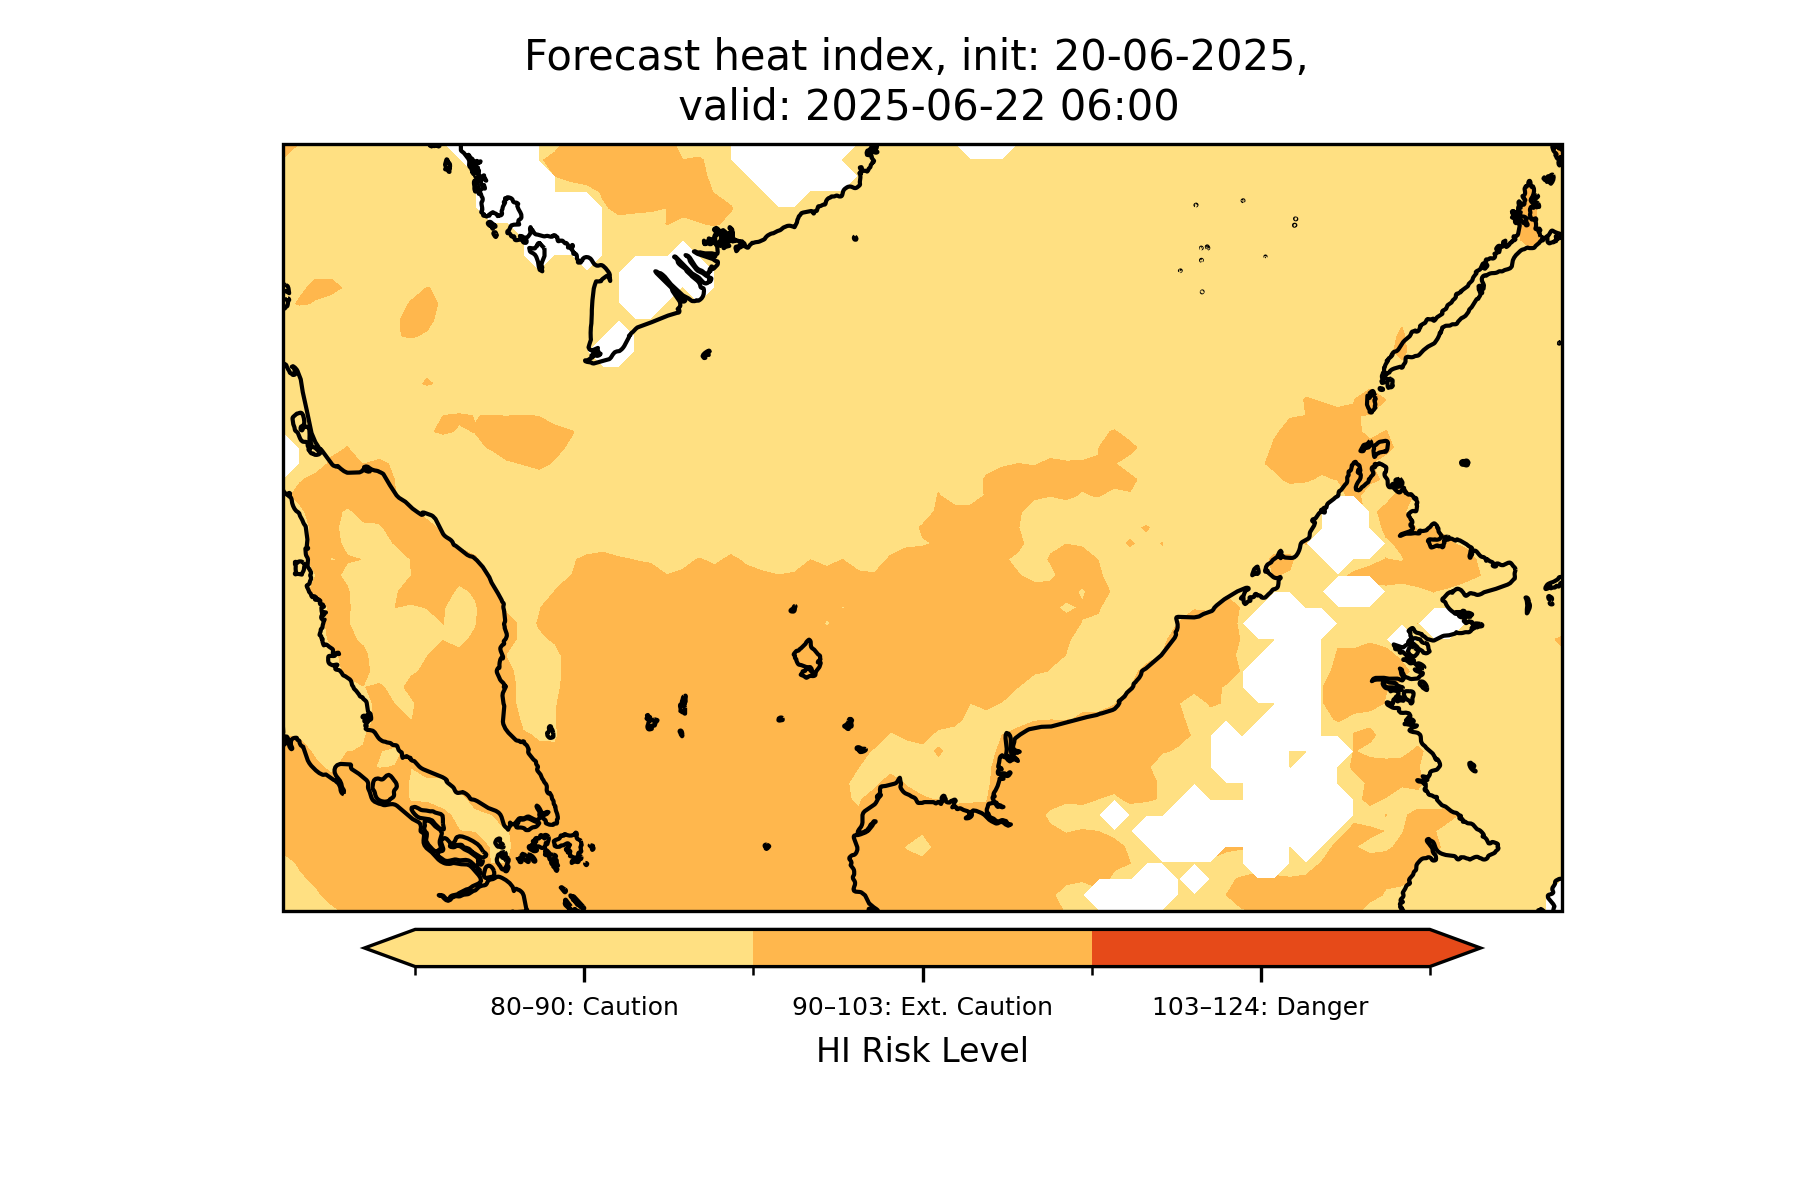 Forecast heat index, init: 20-06-2025,
valid: 2025-06-22 06:00
80–90: Caution
90–103: Ext. Caution
103–124: Danger
HI Risk Level